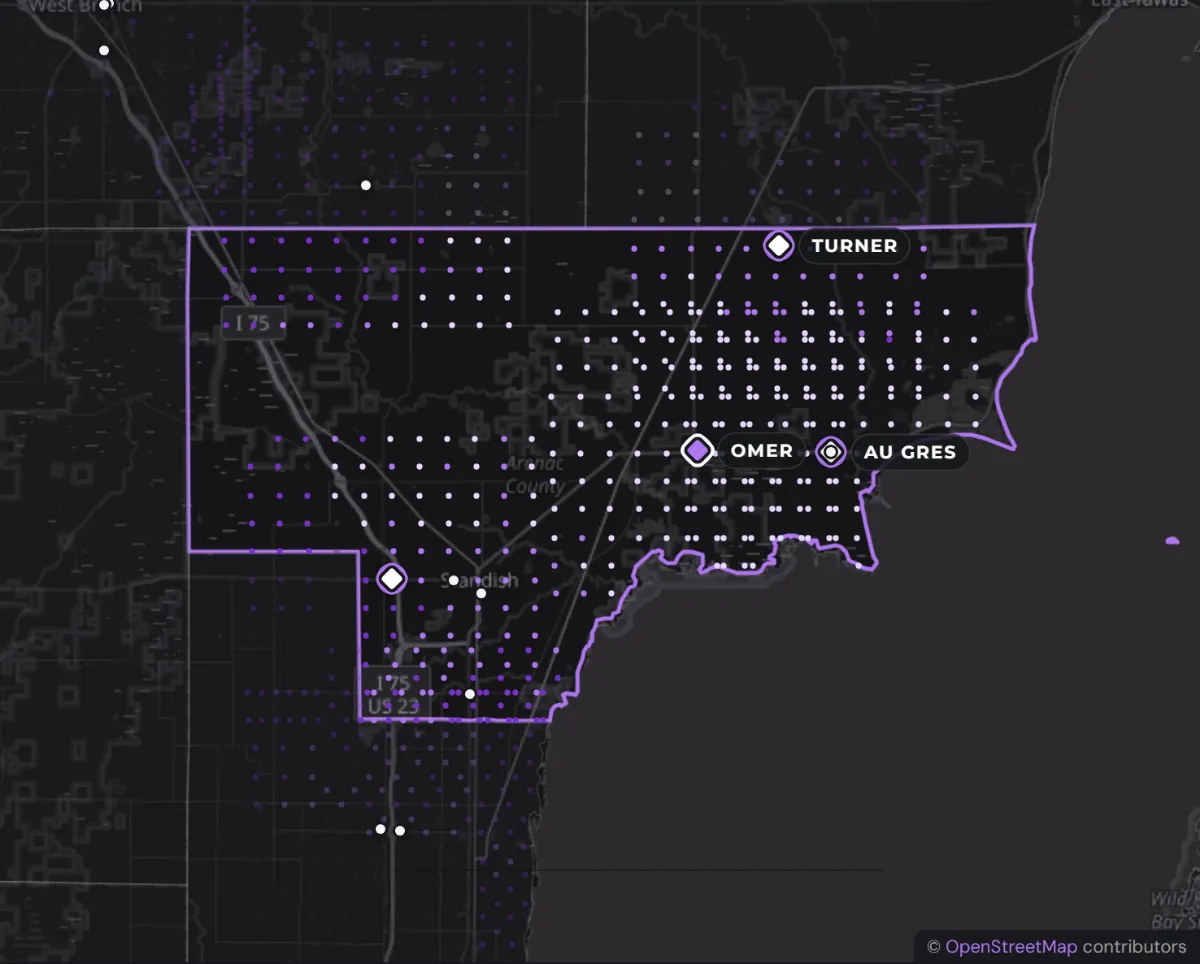 West Branch
TURNER
I 75
Arenac
County
OMER
AU GRES
Standish
I 75
US 23
© OpenStreetMap contributors